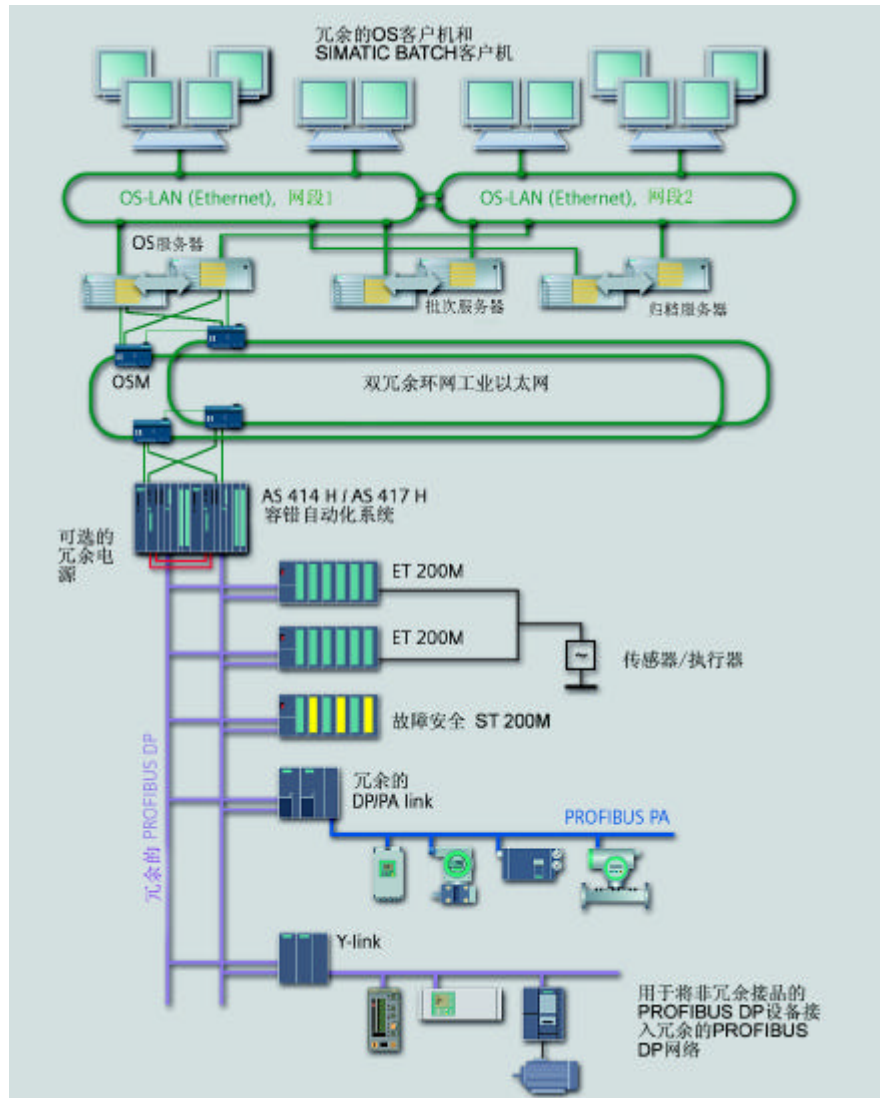 冗余的OS客户机和
SIMATIC BATCH客户机
OS-LAN (Ethernet), 网段1
OS-LAN (Ethernet), 网段2
OS服务器
批次服务器
归档服务器
OSM
双冗余环网工业以太网
AS 414 H / AS 417 H
容错自动化系统
可选的
冗余电
源
ET 200M
ET 200M
传感器/执行器
故障安全 ST 200M
冗余的 PROFIBUS DP
冗余的
DP/PA link
PROFIBUS PA
Y-link
用于将非冗余接品的
PROFIBUS DP设备接
入冗余的PROFIBUS
DP网络